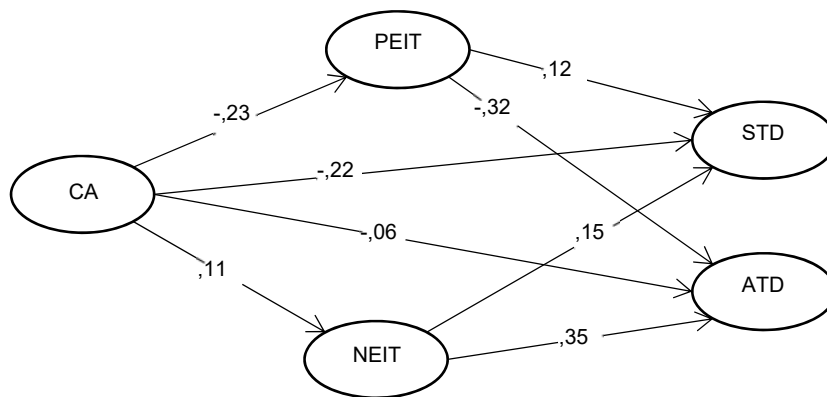 PEIT
,12
-,23
-,32
STD
-,22
CA
-,06
,15
,11
ATD
,35
NEIT